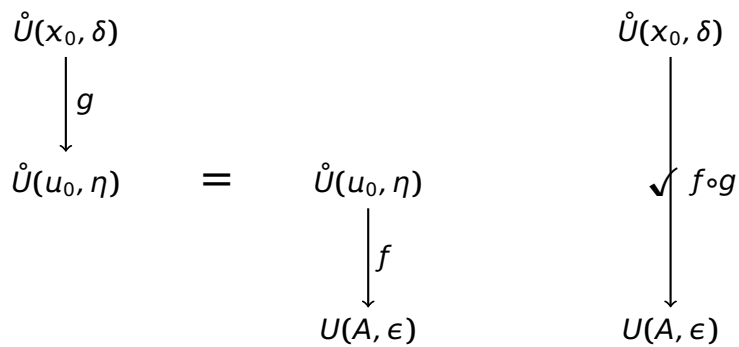 Ů(x₀, δ) Ů(x₀, δ)
g
Ů(u₀, η) = Ů(u₀, η) ✓ f∘g
f
U(A, ϵ) U(A, ϵ)